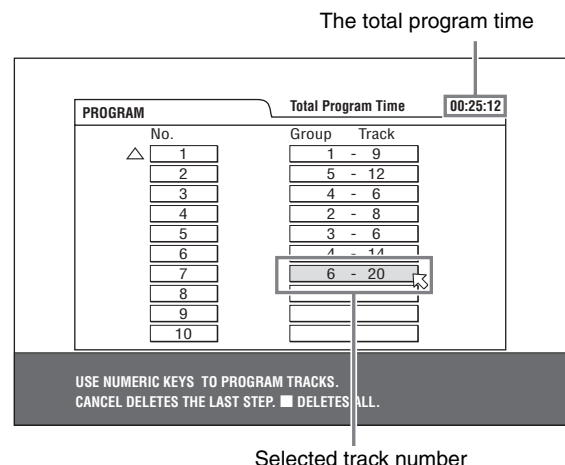 The total program time
PROGRAM Total Program Time 00:25:12
No. Group Track
1 1 - 9
2 5 - 12
3 4 - 6
4 2 - 8
5 3 - 6
6 4 - 14
7 6 - 20
8
9
10
USE NUMERIC KEYS TO PROGRAM TRACKS.
CANCEL DELETES THE LAST STEP. ■ DELETES ALL.
Selected track number